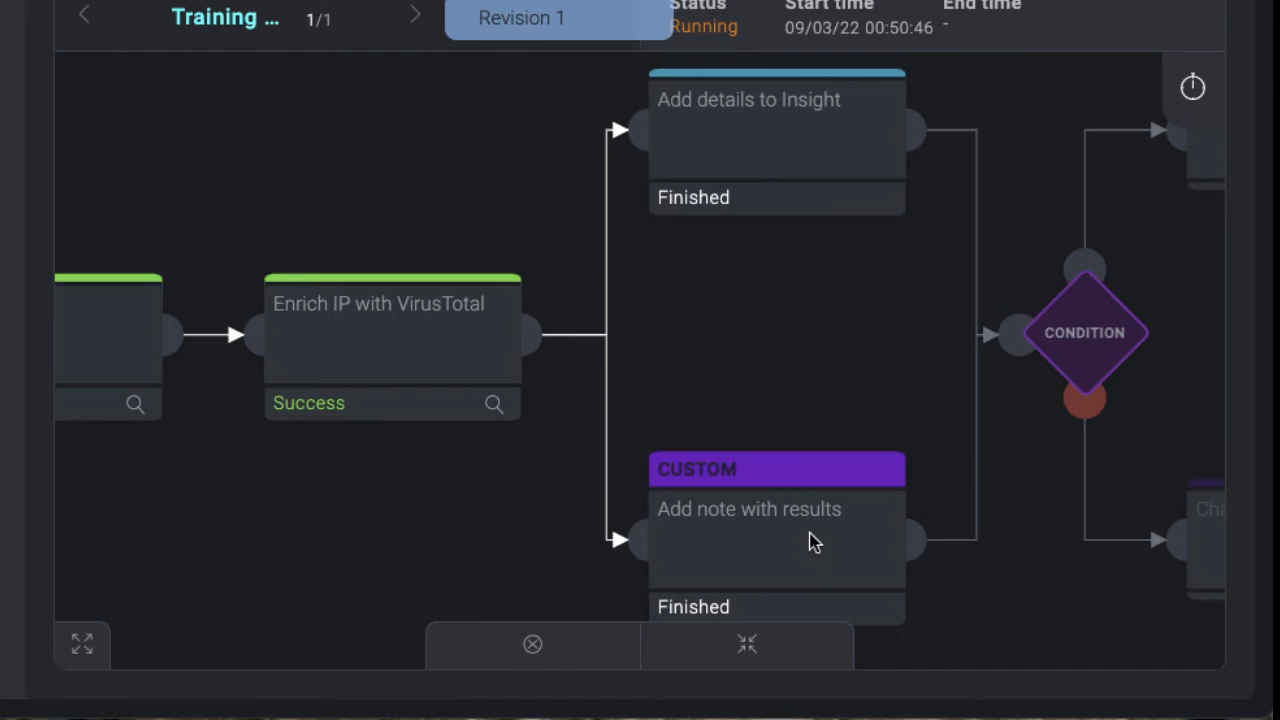 Training ...
1/1
Revision 1
Status
Running
Start time
09/03/22 00:50:46
End time
-
Add details to Insight
Finished
Enrich IP with VirusTotal
Success
CONDITION
CUSTOM
Add note with results
Finished
Cha